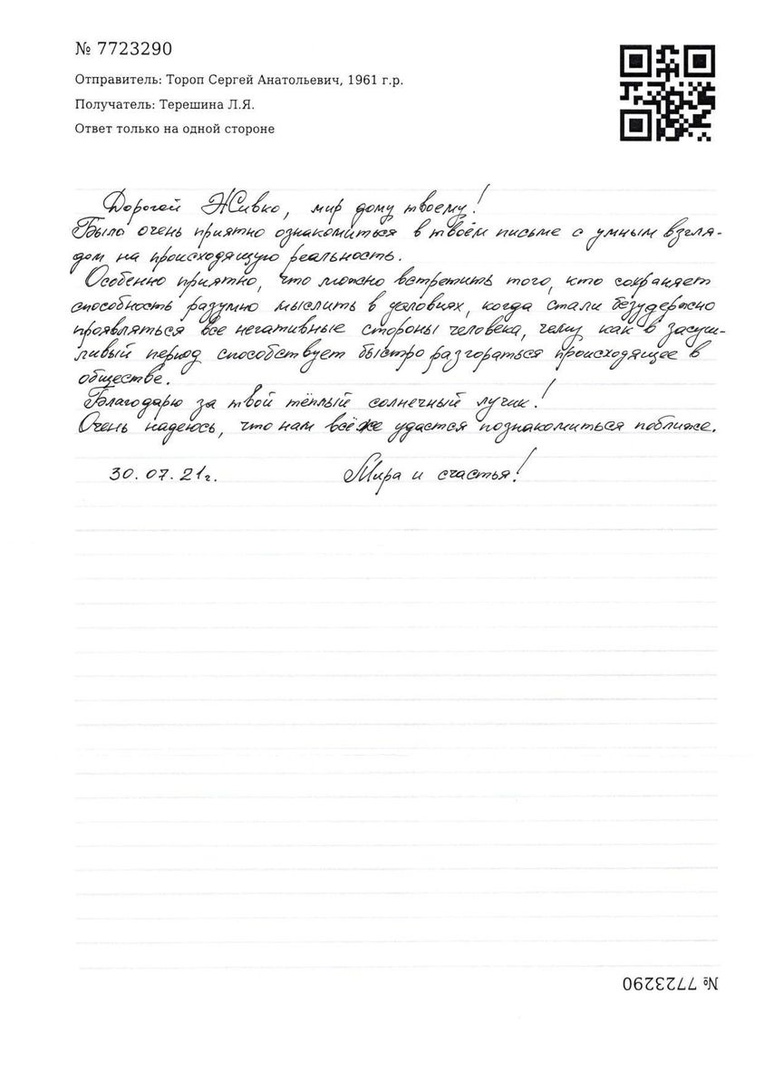 № 7723290
Отправитель: Тороп Сергей Анатольевич, 1961 г.р.
Получатель: Терешина Л.Я.
Ответ только на одной стороне
Дорогой Живко, мир дому твоему!
Было очень приятно ознакомиться в твоём письме с умным взгля-
дом на происходящую реальность.
Особенно приятно, что можно встретить того, кто сохраняет
способность разумно мыслить в условиях, когда стали безудержно
проявляться все негативные стороны человека, чему как в засуш-
ливый период способствует быстро разгораться происходящее в
обществе.
Благодарю за твой тёплый солнечный лучик!
Очень надеюсь, что нам всё же удастся познакомиться поближе.
30.07.21г. Мира и счастья!
№ 7723290